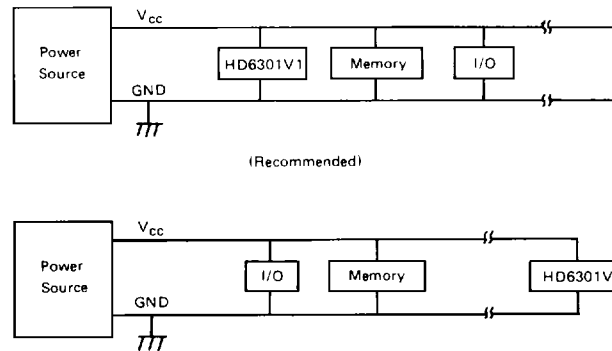 Vcc
Power
Source
HD6301V1
Memory
I/O
GND
(Recommended)
Vcc
Power
Source
I/O
Memory
HD6301V
GND